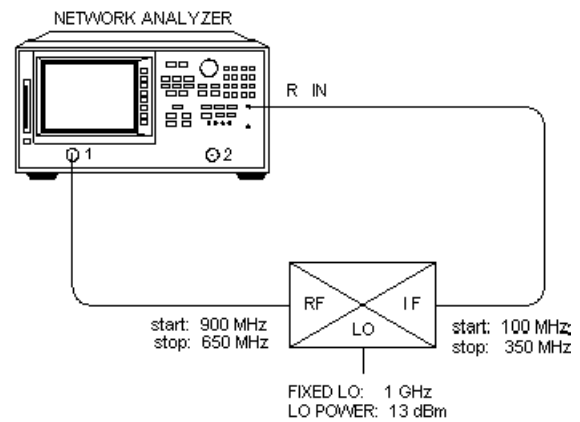 NETWORK ANALYZER
R IN
1
2
RF
IF
LO
start: 900 MHz
stop: 650 MHz
start: 100 MHz
stop: 350 MHz
FIXED LO: 1 GHz
LO POWER: 13 dBm